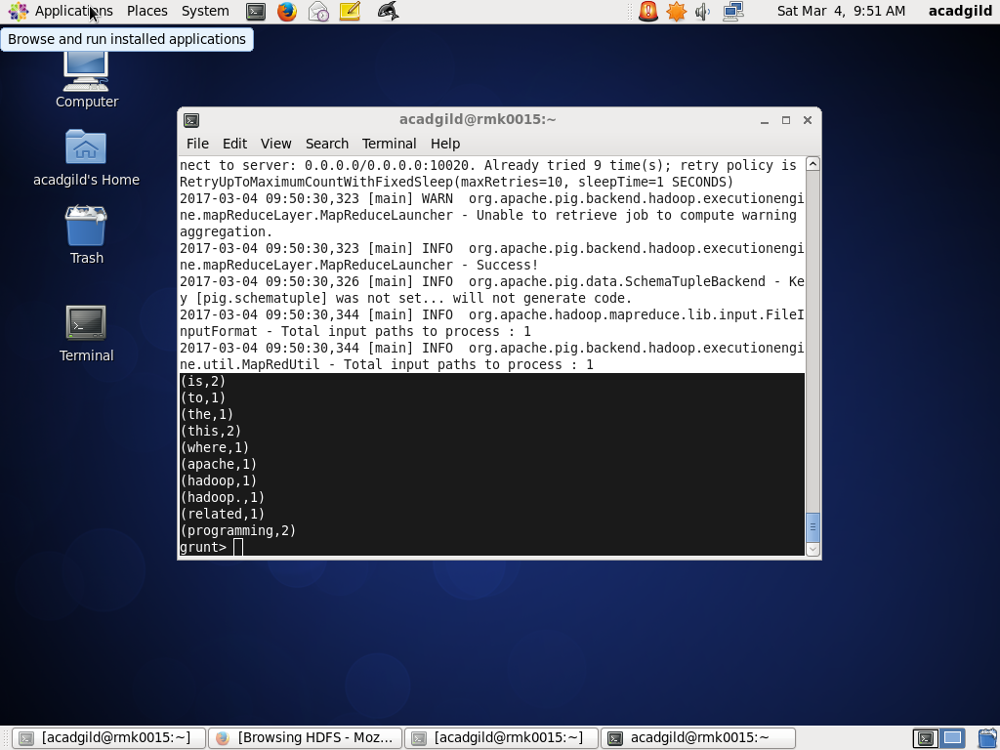 Applications Places System Sat Mar 4, 9:51 AM acadgild
Browse and run installed applications
Computer
acadgild's Home
Trash
Terminal
acadgild@rmk0015:~
File Edit View Search Terminal Help
nect to server: 0.0.0.0/0.0.0.0:10020. Already tried 9 time(s); retry policy is
RetryUpToMaximumCountWithFixedSleep(maxRetries=10, sleepTime=1 SECONDS)
2017-03-04 09:50:30,323 [main] WARN  org.apache.pig.backend.hadoop.executionengi
ne.mapReduceLayer.MapReduceLauncher - Unable to retrieve job to compute warning
aggregation.
2017-03-04 09:50:30,323 [main] INFO  org.apache.pig.backend.hadoop.executionengi
ne.mapReduceLayer.MapReduceLauncher - Success!
2017-03-04 09:50:30,326 [main] INFO  org.apache.pig.data.SchemaTupleBackend - Ke
y [pig.schematuple] was not set... will not generate code.
2017-03-04 09:50:30,344 [main] INFO  org.apache.hadoop.mapreduce.lib.input.FileI
nputFormat - Total input paths to process : 1
2017-03-04 09:50:30,344 [main] INFO  org.apache.pig.backend.hadoop.executionengi
ne.util.MapRedUtil - Total input paths to process : 1
(is,2)
(to,1)
(the,1)
(this,2)
(where,1)
(apache,1)
(hadoop,1)
(hadoop.,1)
(related,1)
(programming,2)
grunt>
[acadgild@rmk0015:~] [Browsing HDFS - Moz... [acadgild@rmk0015:~] acadgild@rmk0015:~